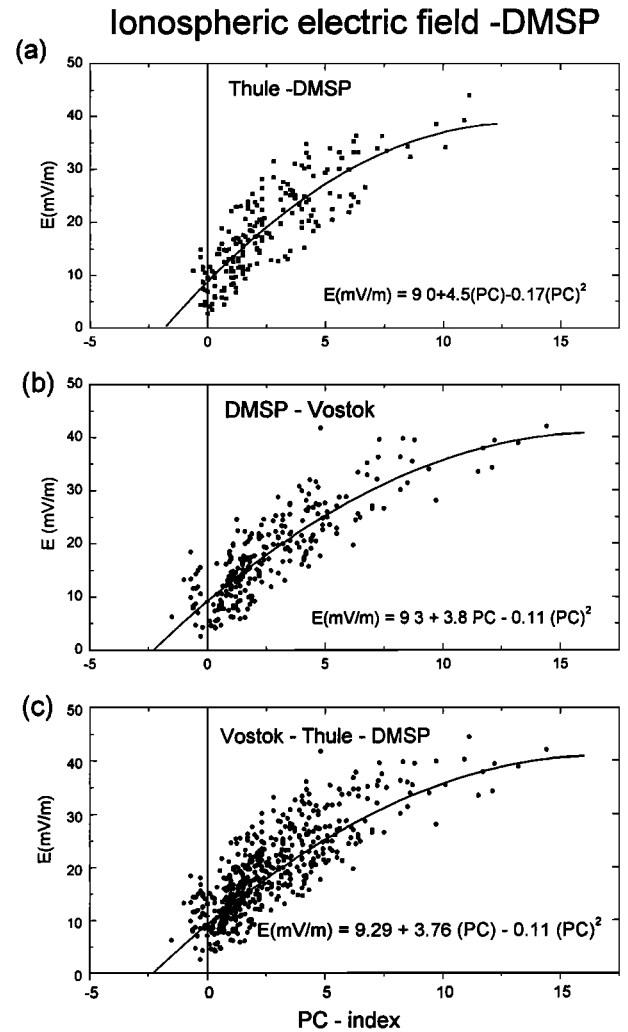 Ionospheric electric field -DMSP
(a)
50
40
30
20
10
0
E(mV/m)
Thule -DMSP
E(mV/m) = 9 0+4.5(PC)-0.17(PC)²
-5 0 5 10 15
(b)
50
40
30
20
10
0
E (mV/m)
DMSP - Vostok
E(mV/m) = 9 3 + 3.8 PC - 0.11 (PC)²
-5 0 5 10 15
(c)
50
40
30
20
10
0
E(mV/m)
Vostok - Thule - DMSP
E(mV/m) = 9.29 + 3.76 (PC) - 0.11 (PC)²
-5 0 5 10 15
PC - index